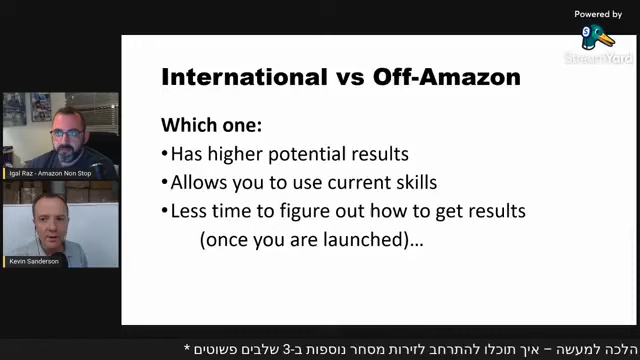 Powered by
StreamYard
International vs Off-Amazon
Which one:
•Has higher potential results
•Allows you to use current skills
•Less time to figure out how to get results
(once you are launched)…
Igal Raz - Amazon Non Stop
Kevin Sanderson
הלכה למעשה – איך תוכלו להתרחב לזירות מסחר נוספות ב-3 שלבים פשוטים *